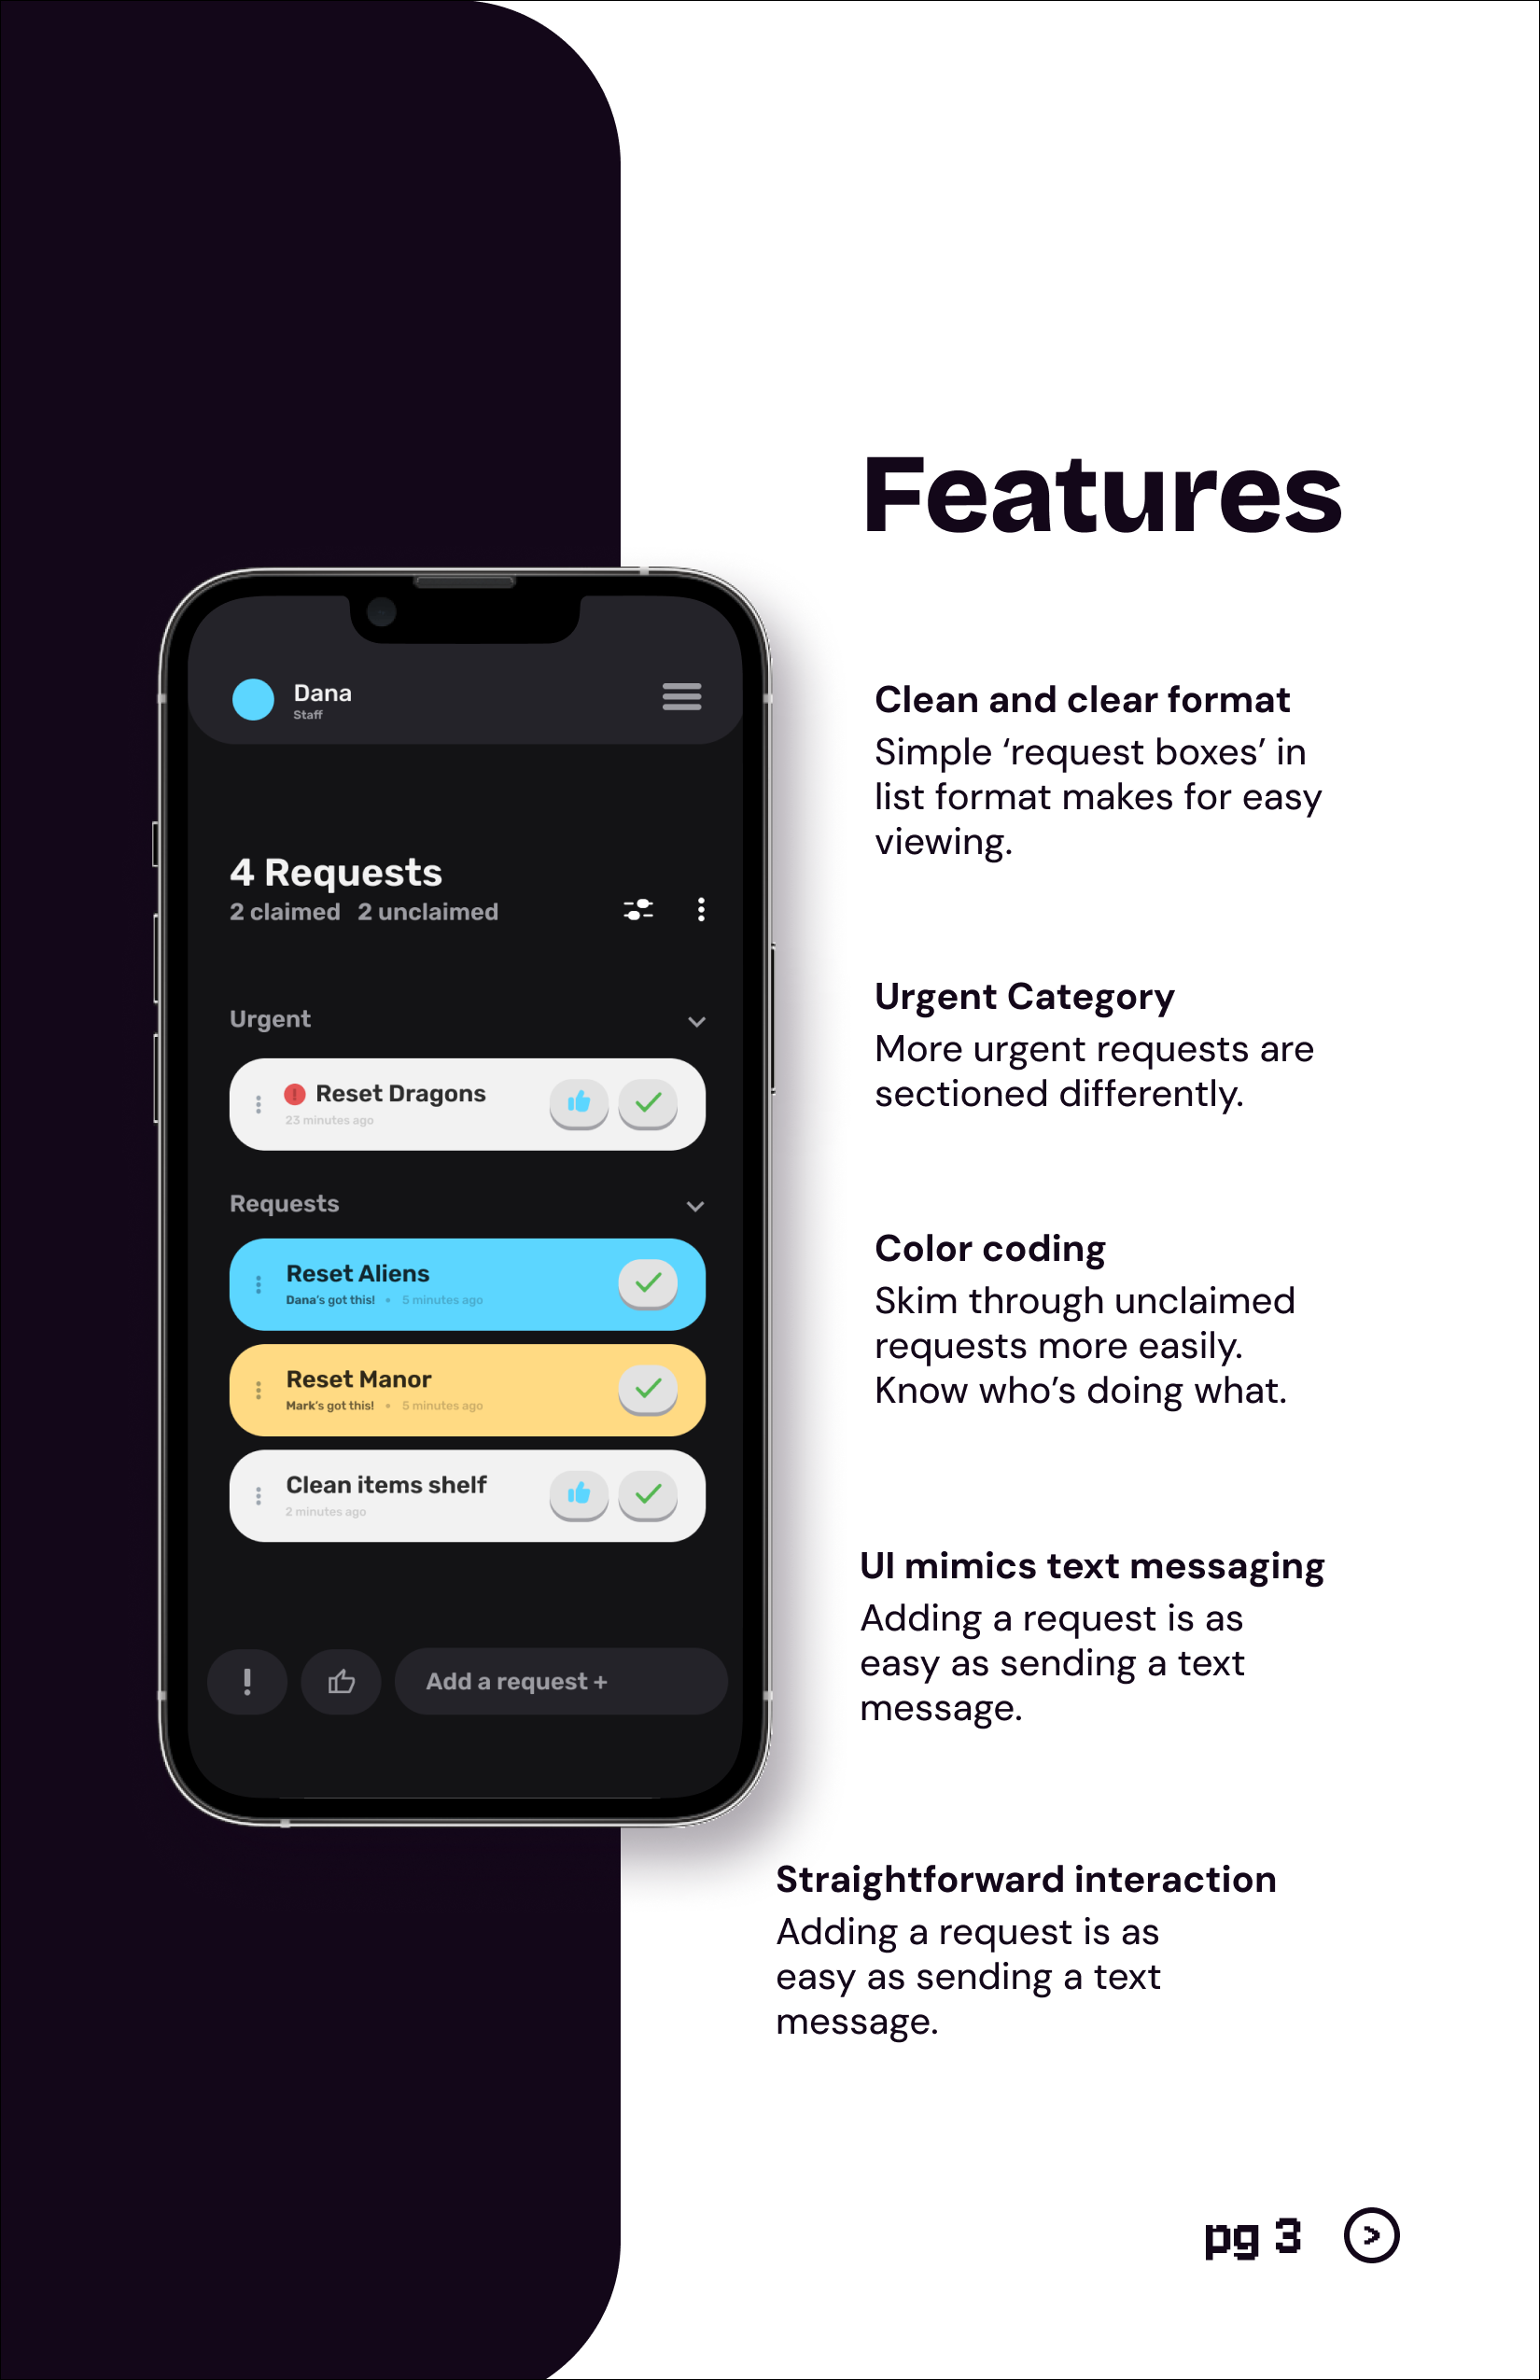 Features
Dana
Staff
4 Requests
2 claimed 2 unclaimed
Urgent
Reset Dragons
23 minutes ago
Requests
Reset Aliens
Dana's got this! • 5 minutes ago
Reset Manor
Mark's got this! • 5 minutes ago
Clean items shelf
2 minutes ago
! Add a request +
Clean and clear format
Simple ‘request boxes’ in
list format makes for easy
viewing.
Urgent Category
More urgent requests are
sectioned differently.
Color coding
Skim through unclaimed
requests more easily.
Know who’s doing what.
UI mimics text messaging
Adding a request is as
easy as sending a text
message.
Straightforward interaction
Adding a request is as
easy as sending a text
message.
pg 3 >